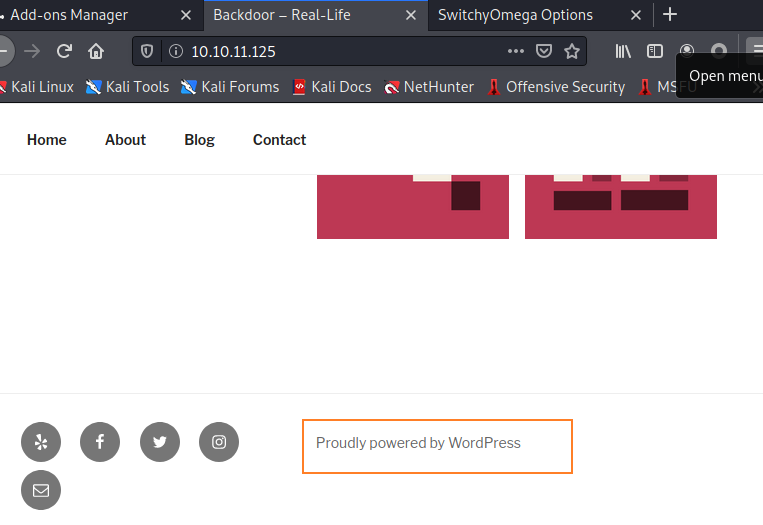 Add-ons Manager
Backdoor – Real-Life
SwitchyOmega Options
10.10.11.125
Kali Linux
Kali Tools
Kali Forums
Kali Docs
NetHunter
Offensive Security
MSFU
Open menu
Home
About
Blog
Contact
Proudly powered by WordPress